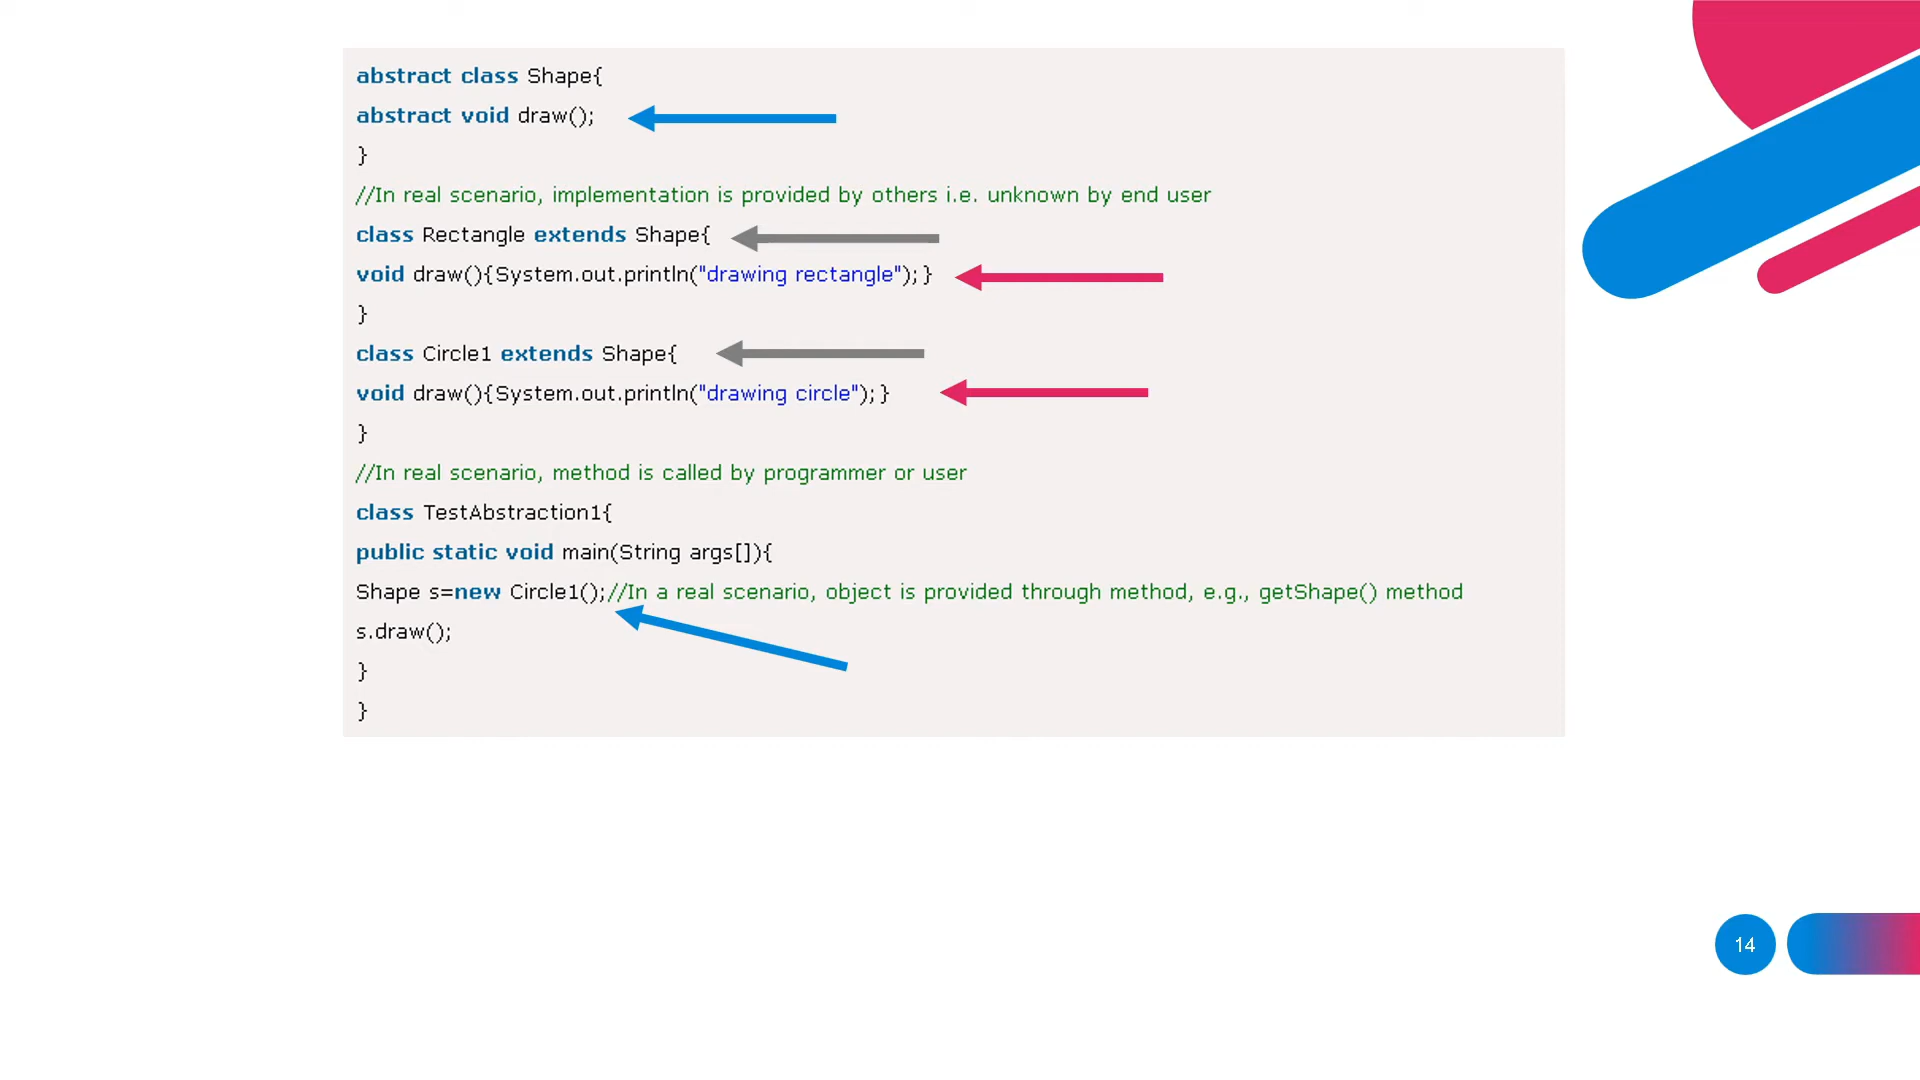 abstract class Shape{
abstract void draw();
}
//In real scenario, implementation is provided by others i.e. unknown by end user
class Rectangle extends Shape{
void draw(){System.out.println("drawing rectangle");}
}
class Circle1 extends Shape{
void draw(){System.out.println("drawing circle");}
}
//In real scenario, method is called by programmer or user
class TestAbstraction1{
public static void main(String args[]){
Shape s=new Circle1();//In a real scenario, object is provided through method, e.g., getShape() method
s.draw();
}
}
14